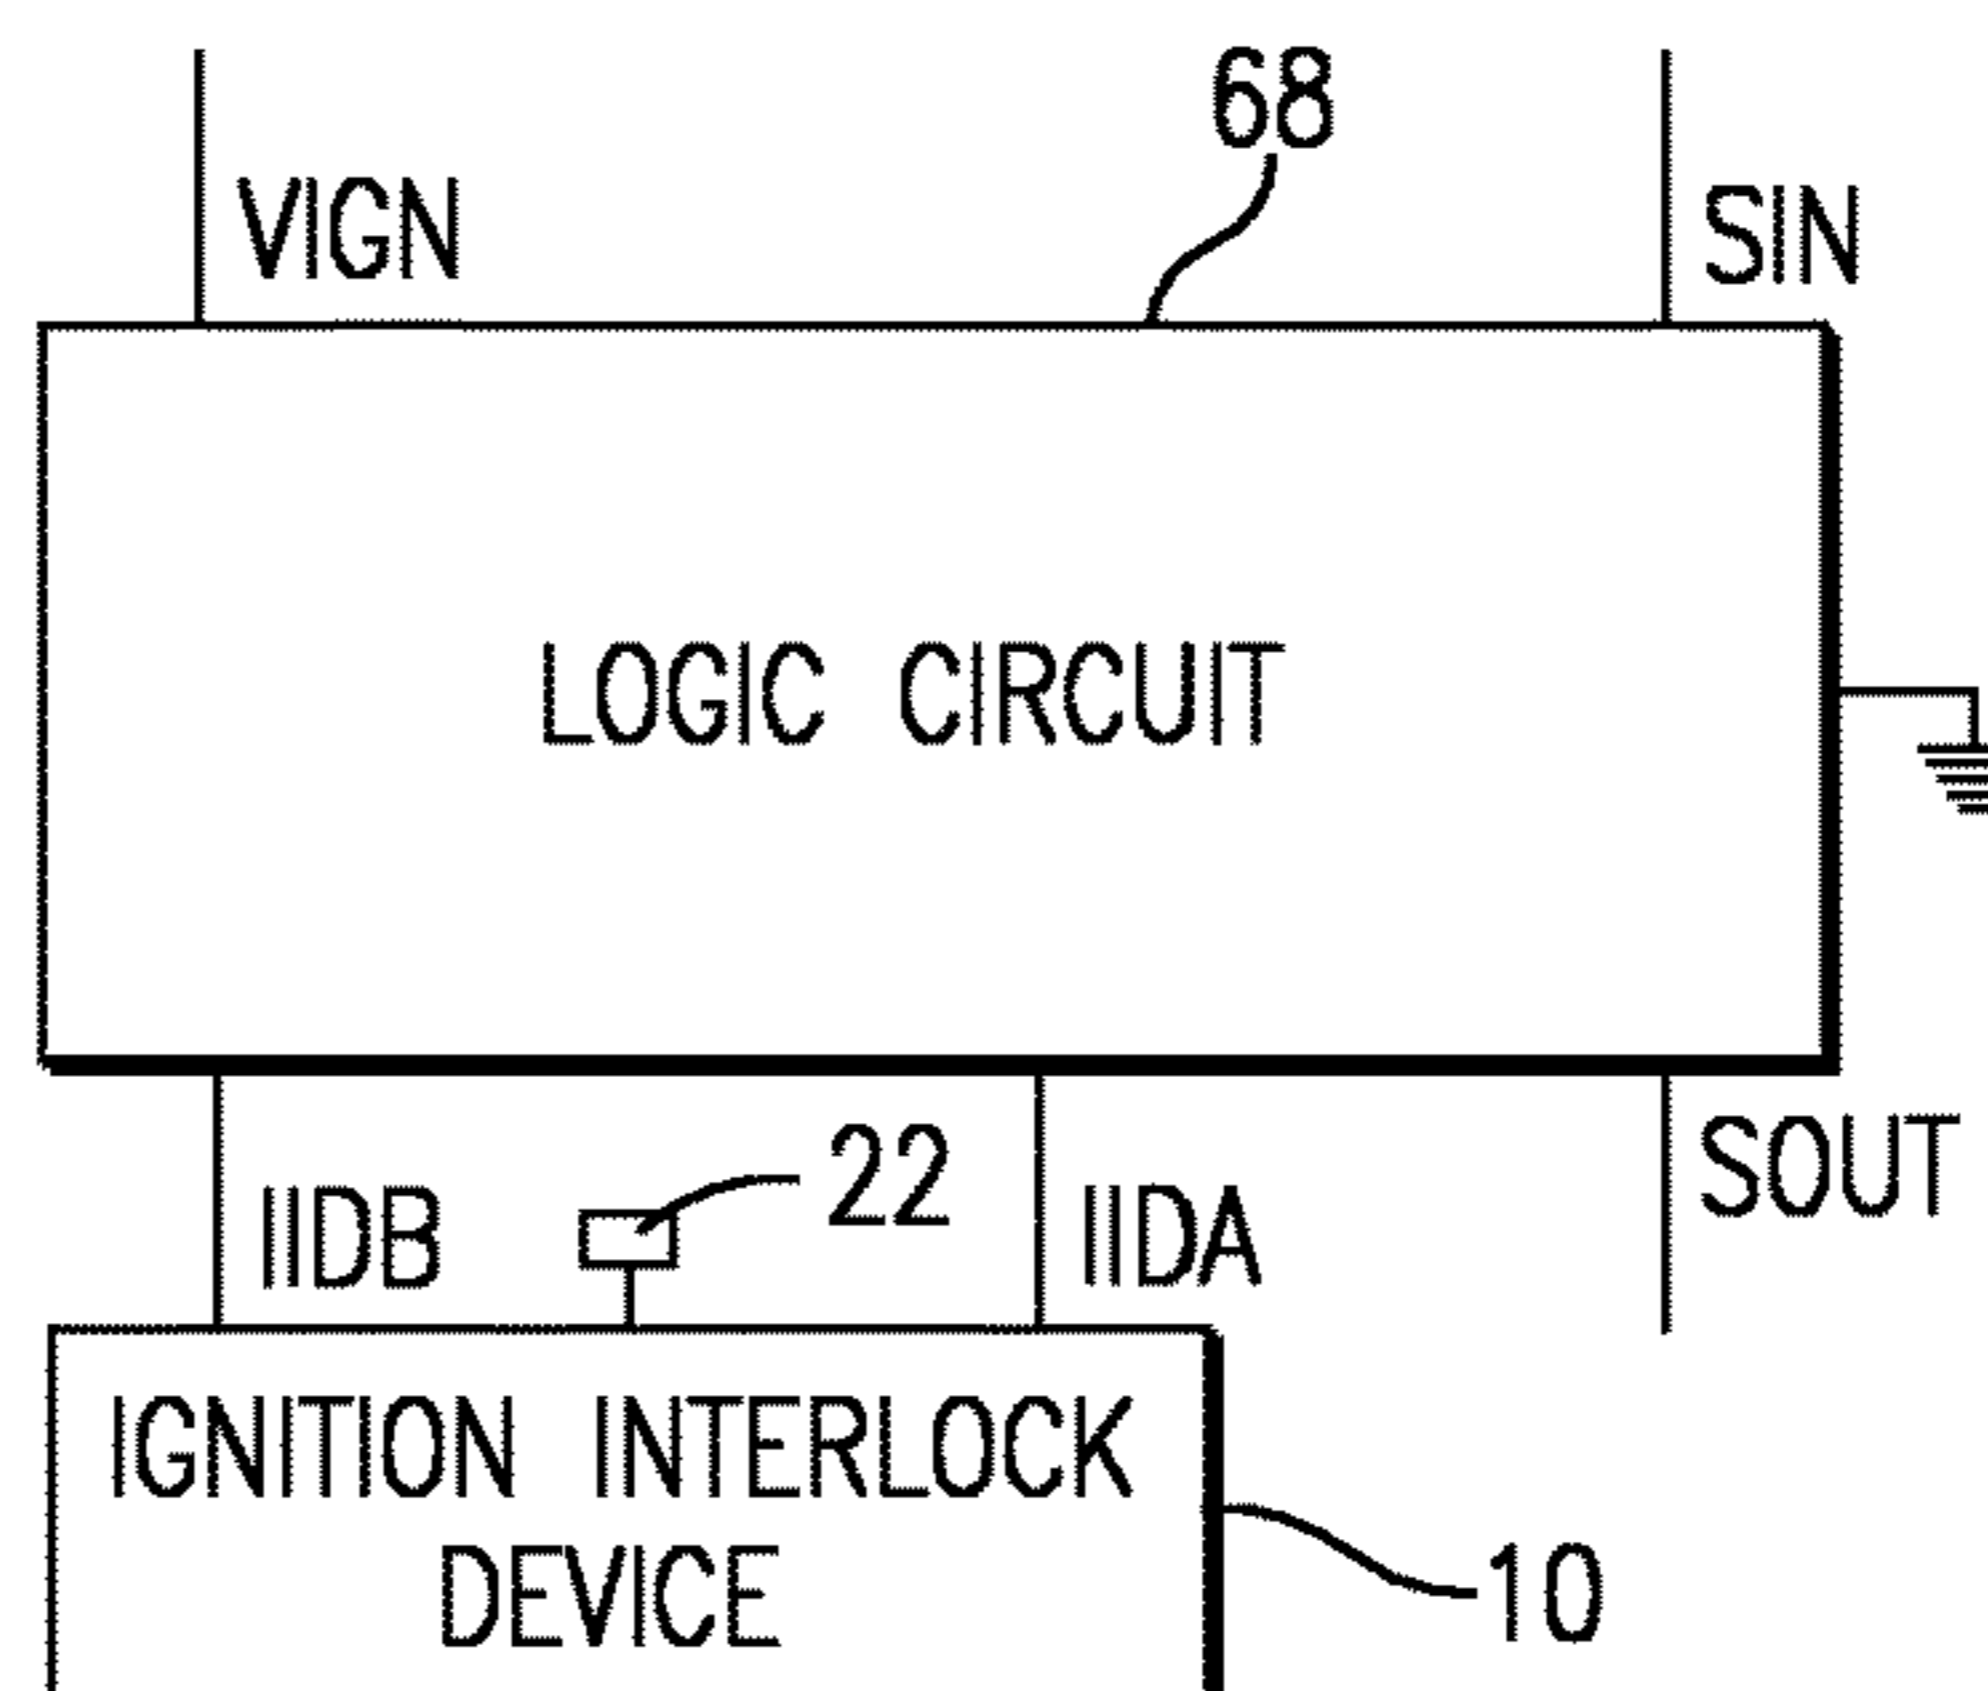 68
VIGN
SIN
LOGIC CIRCUIT
22
SOUT
IIDB
IIDA
IGNITION INTERLOCK
DEVICE
10